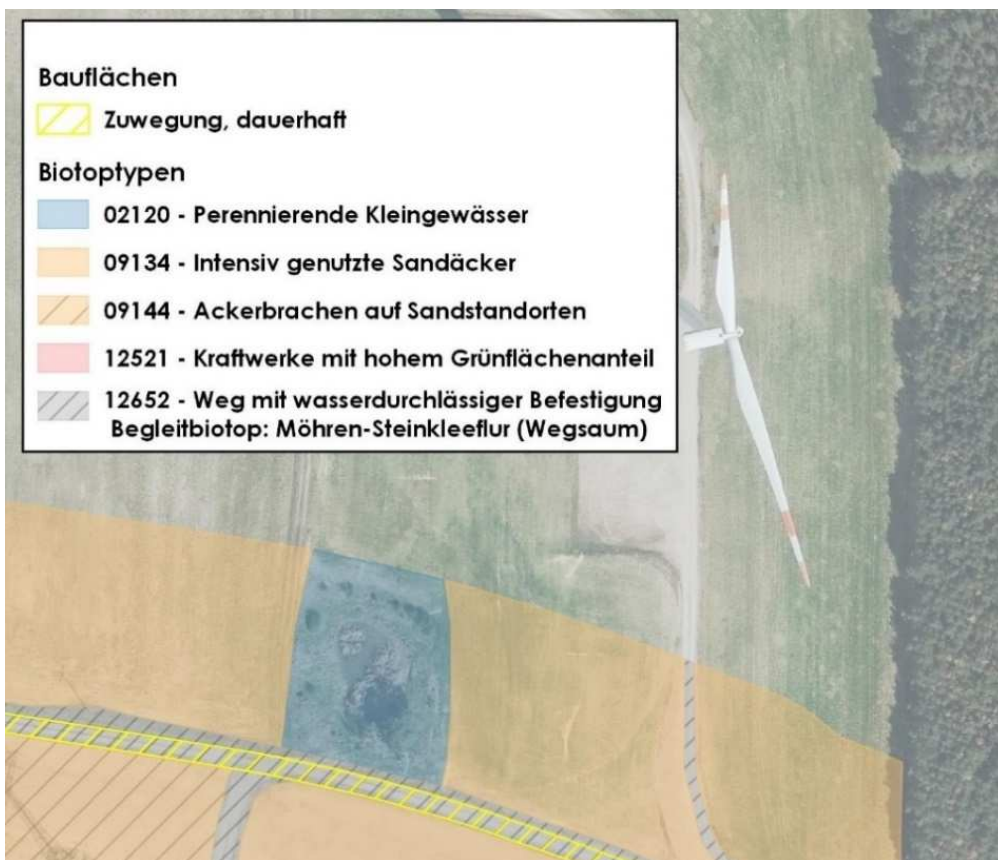 Bauflächen
Zuwegung, dauerhaft
Biotoptypen
02120 - Perennierende Kleingewässer
09134 - Intensiv genutzte Sandäcker
09144 - Ackerbrachen auf Sandstandorten
12521 - Kraftwerke mit hohem Grünflächenanteil
12652 - Weg mit wasserdurchlässiger Befestigung
Begleitbiotop: Möhren-Steinkleeflur (Wegsaum)